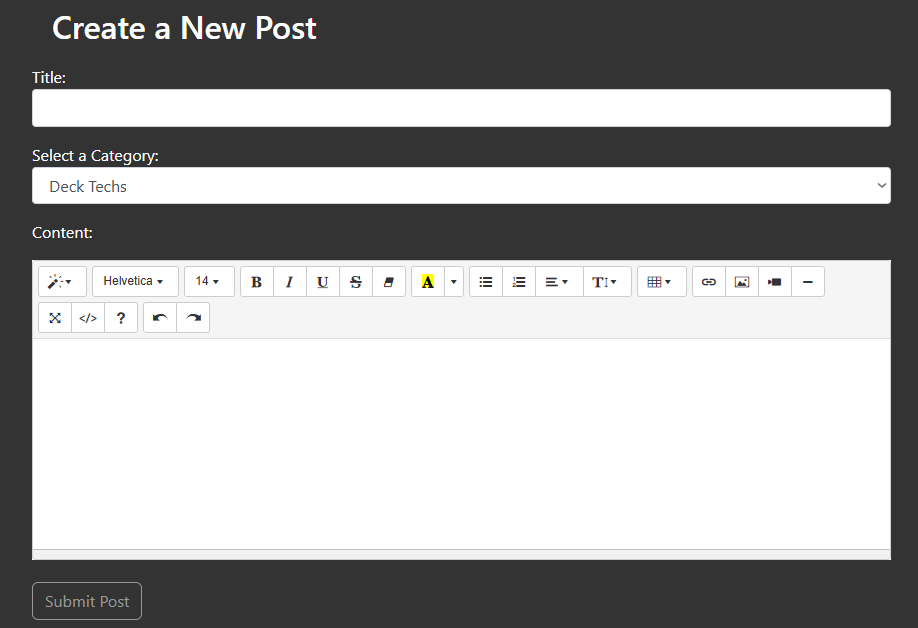 Create a New Post
Title:
Select a Category:
Deck Techs
Content:
Helvetica 14 B I U S A T
</> ?
Submit Post